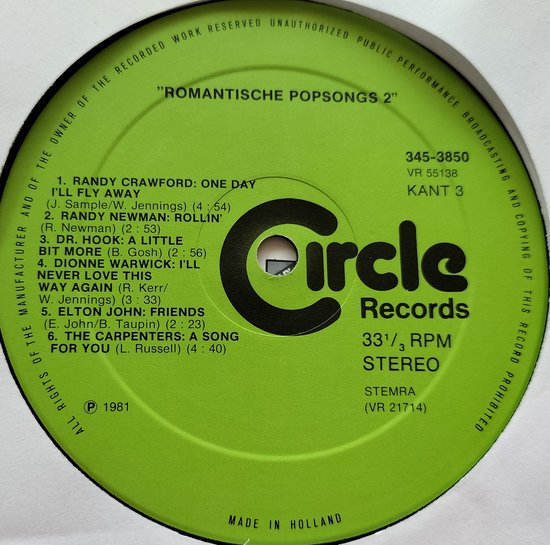 ALL RIGHTS OF THE MANUFACTURER AND OF THE OWNER OF THE RECORDED WORK RESERVED UNAUTHORIZED PUBLIC PERFORMANCE BROADCASTING AND COPYING OF THIS RECORD PROHIBITED
"ROMANTISCHE POPSONGS 2"
345-3850
VR 55138
KANT 3
1. RANDY CRAWFORD: ONE DAY
I'LL FLY AWAY
(J. Sample/W. Jennings) (4 : 54)
2. RANDY NEWMAN: ROLLIN'
(R. Newman) (2 : 53)
3. DR. HOOK: A LITTLE
BIT MORE (B. Gosh) (2 : 56)
4. DIONNE WARWICK: I'LL
NEVER LOVE THIS
WAY AGAIN (R. Kerr/
W. Jennings)
(3 : 33)
5. ELTON JOHN: FRIENDS
(E. John/B. Taupin) (2 : 23)
6. THE CARPENTERS: A SONG
FOR YOU (L. Russell) (4 : 40)
Circle
Records
33 1/3 RPM
STEREO
STEMRA
(VR 21714)
℗ 1981
MADE IN HOLLAND